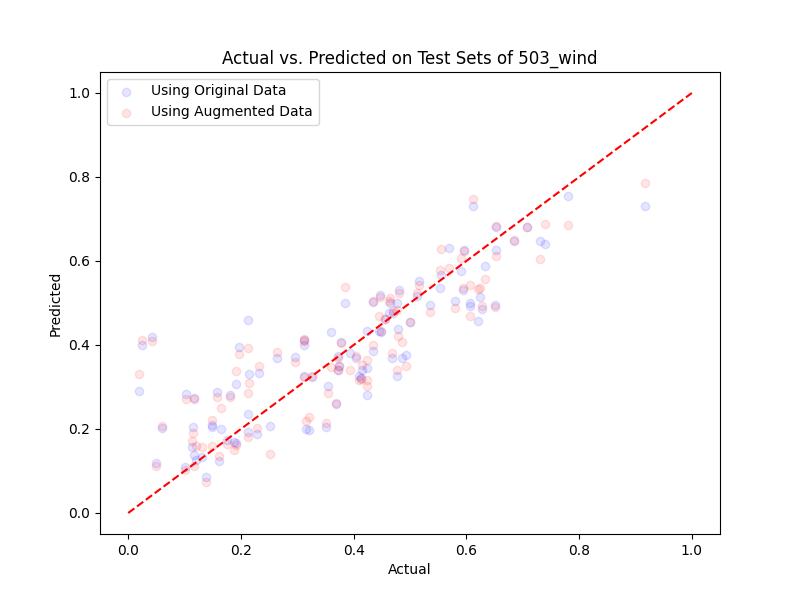 Actual vs. Predicted on Test Sets of 503_wind
Using Original Data
Using Augmented Data
1.0
0.8
0.6
0.4
0.2
0.0
Predicted
0.0 0.2 0.4 0.6 0.8 1.0
Actual